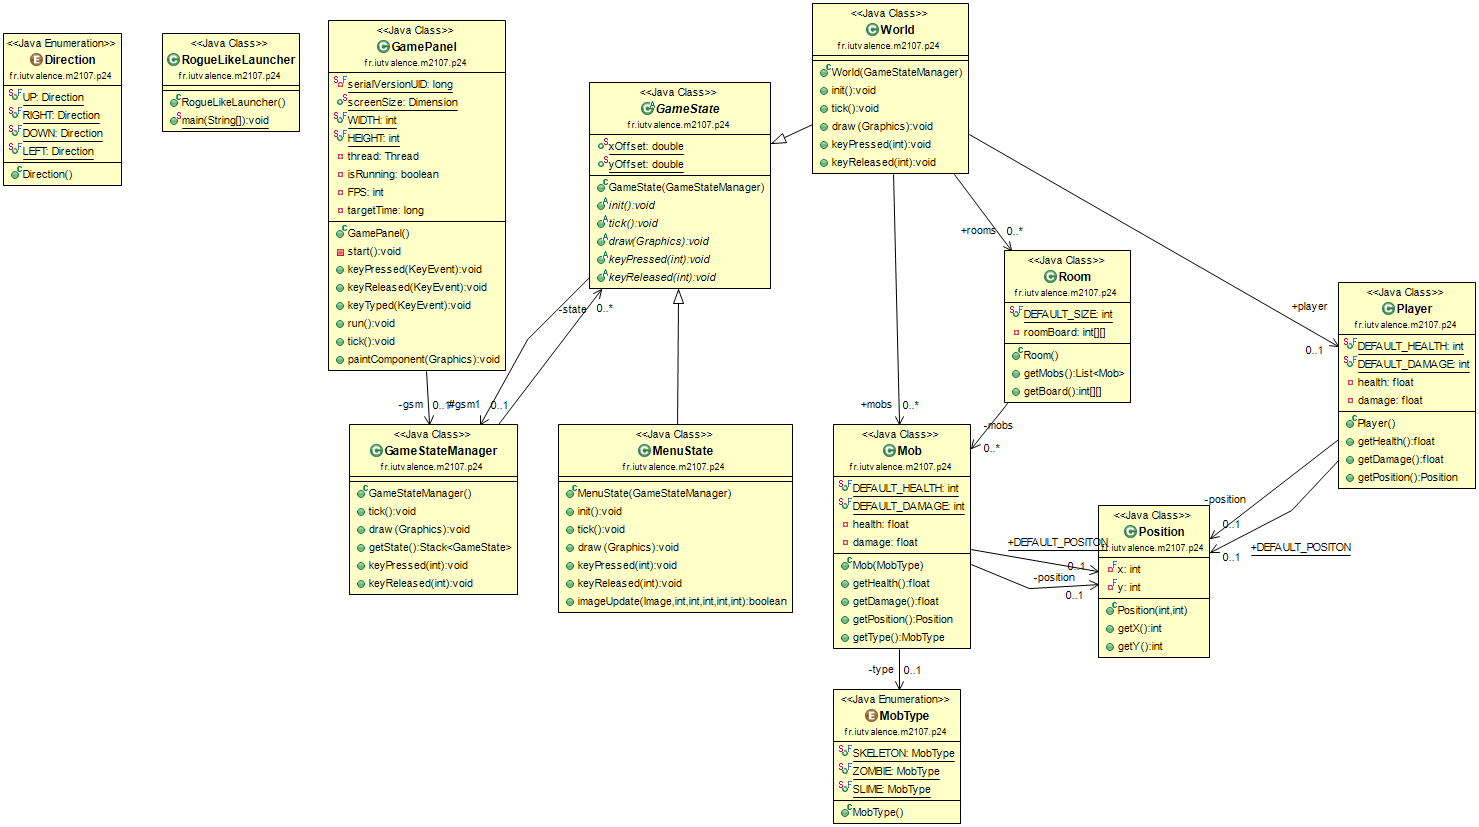 <<Java Enumeration>>
Direction
fr.iutvalence.m2107.p24
UP: Direction
RIGHT: Direction
DOWN: Direction
LEFT: Direction
Direction()
<<Java Class>>
RogueLikeLauncher
fr.iutvalence.m2107.p24
RogueLikeLauncher()
main(String[]):void
<<Java Class>>
GamePanel
fr.iutvalence.m2107.p24
serialVersionUID: long
screenSize: Dimension
WIDTH: int
HEIGHT: int
thread: Thread
isRunning: boolean
FPS: int
targetTime: long
GamePanel()
start():void
keyPressed(KeyEvent):void
keyReleased(KeyEvent):void
keyTyped(KeyEvent):void
run():void
tick():void
paintComponent(Graphics):void
<<Java Class>>
GameState
fr.iutvalence.m2107.p24
xOffset: double
yOffset: double
GameState(GameStateManager)
init():void
tick():void
draw(Graphics):void
keyPressed(int):void
keyReleased(int):void
<<Java Class>>
World
fr.iutvalence.m2107.p24
World(GameStateManager)
init():void
tick():void
draw(Graphics):void
keyPressed(int):void
keyReleased(int):void
+rooms 0..*
<<Java Class>>
Room
fr.iutvalence.m2107.p24
DEFAULT_SIZE: int
roomBoard: int[][]
Room()
getMobs():List<Mob>
getBoard():int[][]
+player
0..1
<<Java Class>>
Player
fr.iutvalence.m2107.p24
DEFAULT_HEALTH: int
DEFAULT_DAMAGE: int
health: float
damage: float
Player()
getHealth():float
getDamage():float
getPosition():Position
-state 0..*
-gsm 0..1
#gsm1 0..1
<<Java Class>>
GameStateManager
fr.iutvalence.m2107.p24
GameStateManager()
tick():void
draw(Graphics):void
getState():Stack<GameState>
keyPressed(int):void
keyReleased(int):void
<<Java Class>>
MenuState
fr.iutvalence.m2107.p24
MenuState(GameStateManager)
init():void
tick():void
draw(Graphics):void
keyPressed(int):void
keyReleased(int):void
imageUpdate(Image,int,int,int,int,int):boolean
+mobs 0..*
-mobs
0..*
<<Java Class>>
Mob
fr.iutvalence.m2107.p24
DEFAULT_HEALTH: int
DEFAULT_DAMAGE: int
health: float
damage: float
Mob(MobType)
getHealth():float
getDamage():float
getPosition():Position
getType():MobType
+DEFAULT_POSITON
0..1
-position
0..1
-position
0..1
+DEFAULT_POSITON
0..1
<<Java Class>>
Position
fr.iutvalence.m2107.p24
x: int
y: int
Position(int,int)
getX():int
getY():int
-type 0..1
<<Java Enumeration>>
MobType
fr.iutvalence.m2107.p24
SKELETON: MobType
ZOMBIE: MobType
SLIME: MobType
MobType()